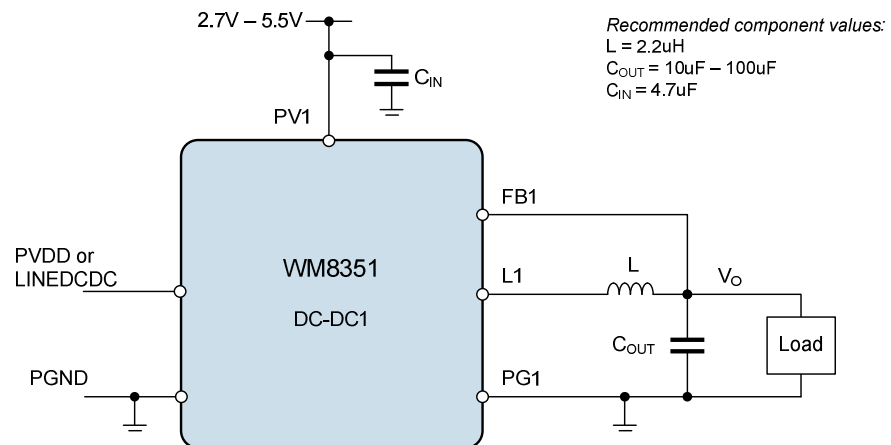 2.7V – 5.5V
Recommended component values:
L = 2.2uH
COUT = 10uF – 100uF
CIN = 4.7uF
CIN
PV1
FB1
PVDD or
LINEDCDC
WM8351
L1
L
VO
DC-DC1
COUT
Load
PGND
PG1